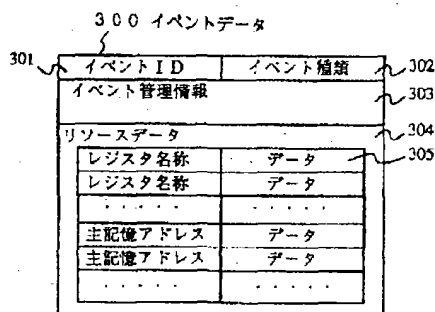 300 イベントデータ
301 イベントID イベント種類 302
イベント管理情報 303
リソースデータ 304
レジスタ名称 データ 305
レジスタ名称 データ
..... .....
主記憶アドレス データ
主記憶アドレス データ
..... .....